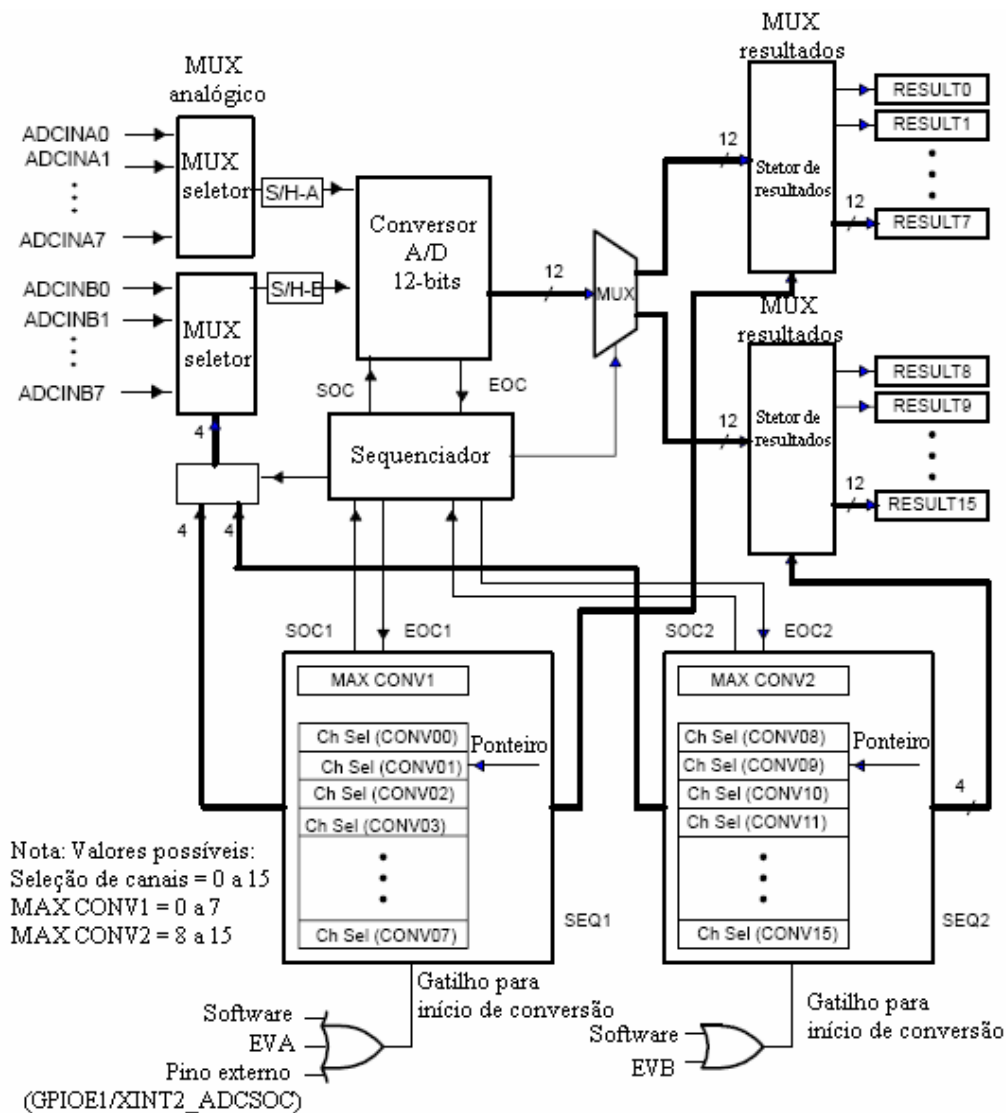 MUX
analógico
MUX
resultados
ADCINA0
ADCINA1
ADCINA7
MUX
seletor
S/H-A
ADCINB0
ADCINB1
ADCINB7
MUX
seletor
S/H-B
Conversor
A/D
12-bits
12
MUX
12
Stetor de
resultados
12
RESULT0
RESULT1
RESULT7
MUX
resultados
12
Stetor de
resultados
12
RESULT8
RESULT9
RESULT15
SOC
EOC
Sequenciador
4
4
4
SOC1
EOC1
SOC2
EOC2
MAX CONV1
Ch Sel (CONV00)
Ch Sel (CONV01)
Ch Sel (CONV02)
Ch Sel (CONV03)
Ch Sel (CONV07)
Ponteiro
SEQ1
MAX CONV2
Ch Sel (CONV08)
Ch Sel (CONV09)
Ch Sel (CONV10)
Ch Sel (CONV11)
Ch Sel (CONV15)
Ponteiro
4
SEQ2
Nota: Valores possíveis:
Seleção de canais = 0 a 15
MAX CONV1 = 0 a 7
MAX CONV2 = 8 a 15
Gatilho para
início de conversão
Software
EVA
Pino externo
(GPIOE1/XINT2_ADCSOC)
Gatilho para
início de conversão
Software
EVB